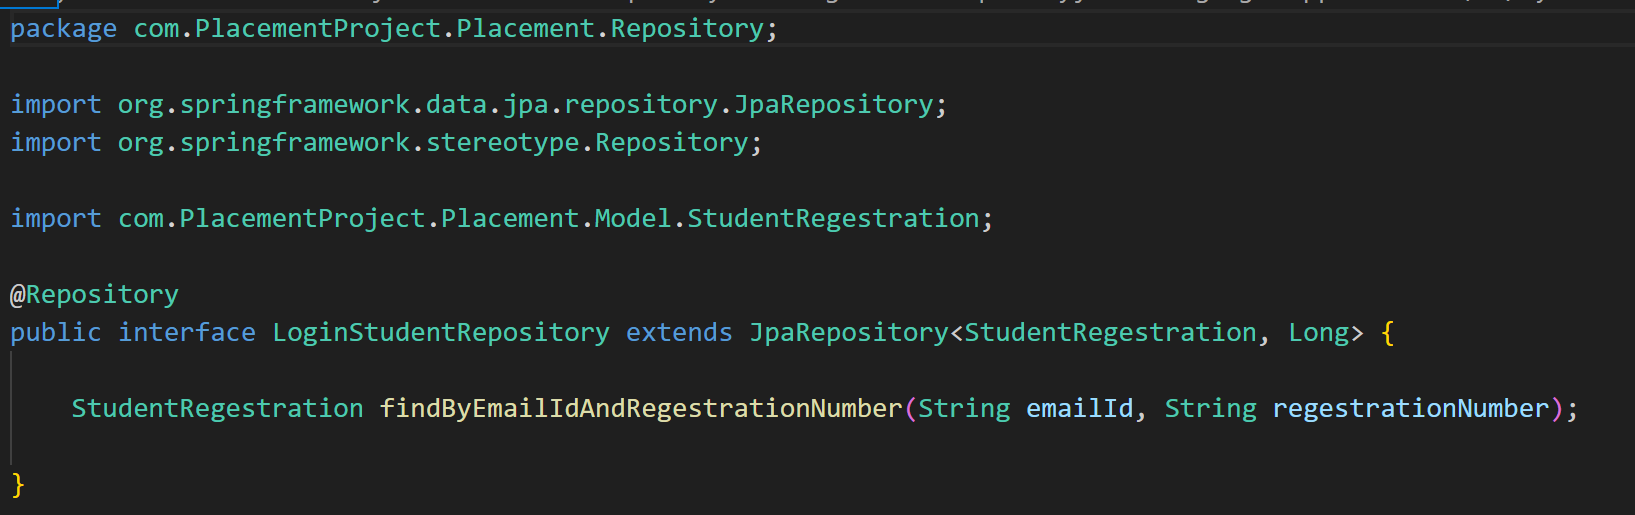 package com.PlacementProject.Placement.Repository;
import org.springframework.data.jpa.repository.JpaRepository;
import org.springframework.stereotype.Repository;
import com.PlacementProject.Placement.Model.StudentRegestration;
@Repository
public interface LoginStudentRepository extends JpaRepository<StudentRegestration, Long> {
StudentRegestration findByEmailIdAndRegestrationNumber(String emailId, String regestrationNumber);
}